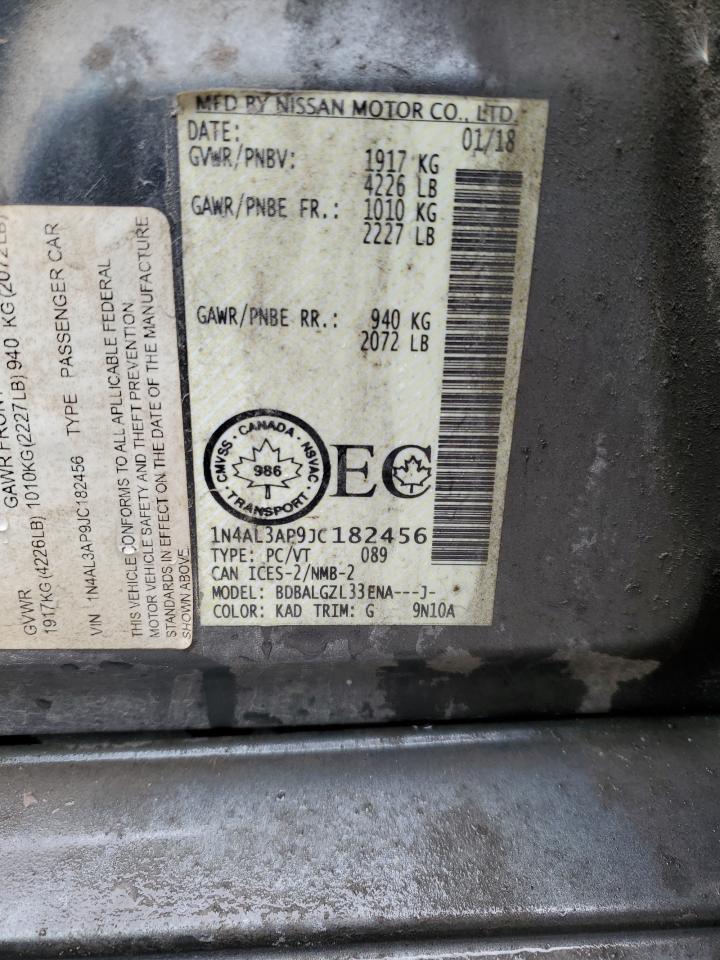 MFD BY NISSAN MOTOR CO., LTD.
DATE: 01/18
GVWR/PNBV: 1917 KG
4226 LB
GAWR/PNBE FR.: 1010 KG
2227 LB
GAWR/PNBE RR.: 940 KG
2072 LB
CMVSS · CANADA · NSVAC
986
· TRANSPORT ·
EC
1N4AL3AP9JC182456
TYPE: PC/VT 089
CAN ICES-2/NMB-2
MODEL: BDBALGZL33ENA---J-
COLOR: KAD TRIM: G 9N10A
GVWR GAWR FRONT
1917KG(4226LB) 1010KG(2227LB) 940 KG(2072LB)
VIN 1N4AL3AP9JC182456 TYPE PASSENGER CAR
THIS VEHICLE CONFORMS TO ALL APLLICABLE FEDERAL
MOTOR VEHICLE SAFETY AND THEFT PREVENTION
STANDARDS IN EFFECT ON THE DATE OF THE MANUFACTURE
SHOWN ABOVE.